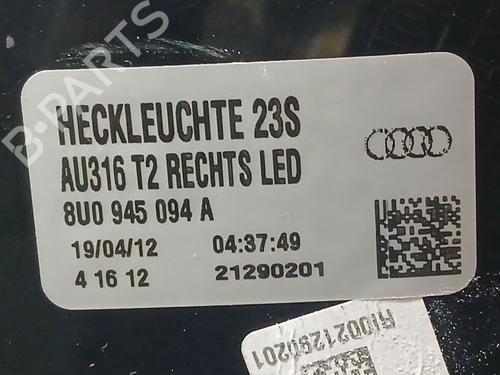 B-PARTS
HECKLEUCHTE 23S
AU316 T2 RECHTS LED
8U0 945 094 A
19/04/12 04:37:49
4 16 12 21290201
RI0021290201